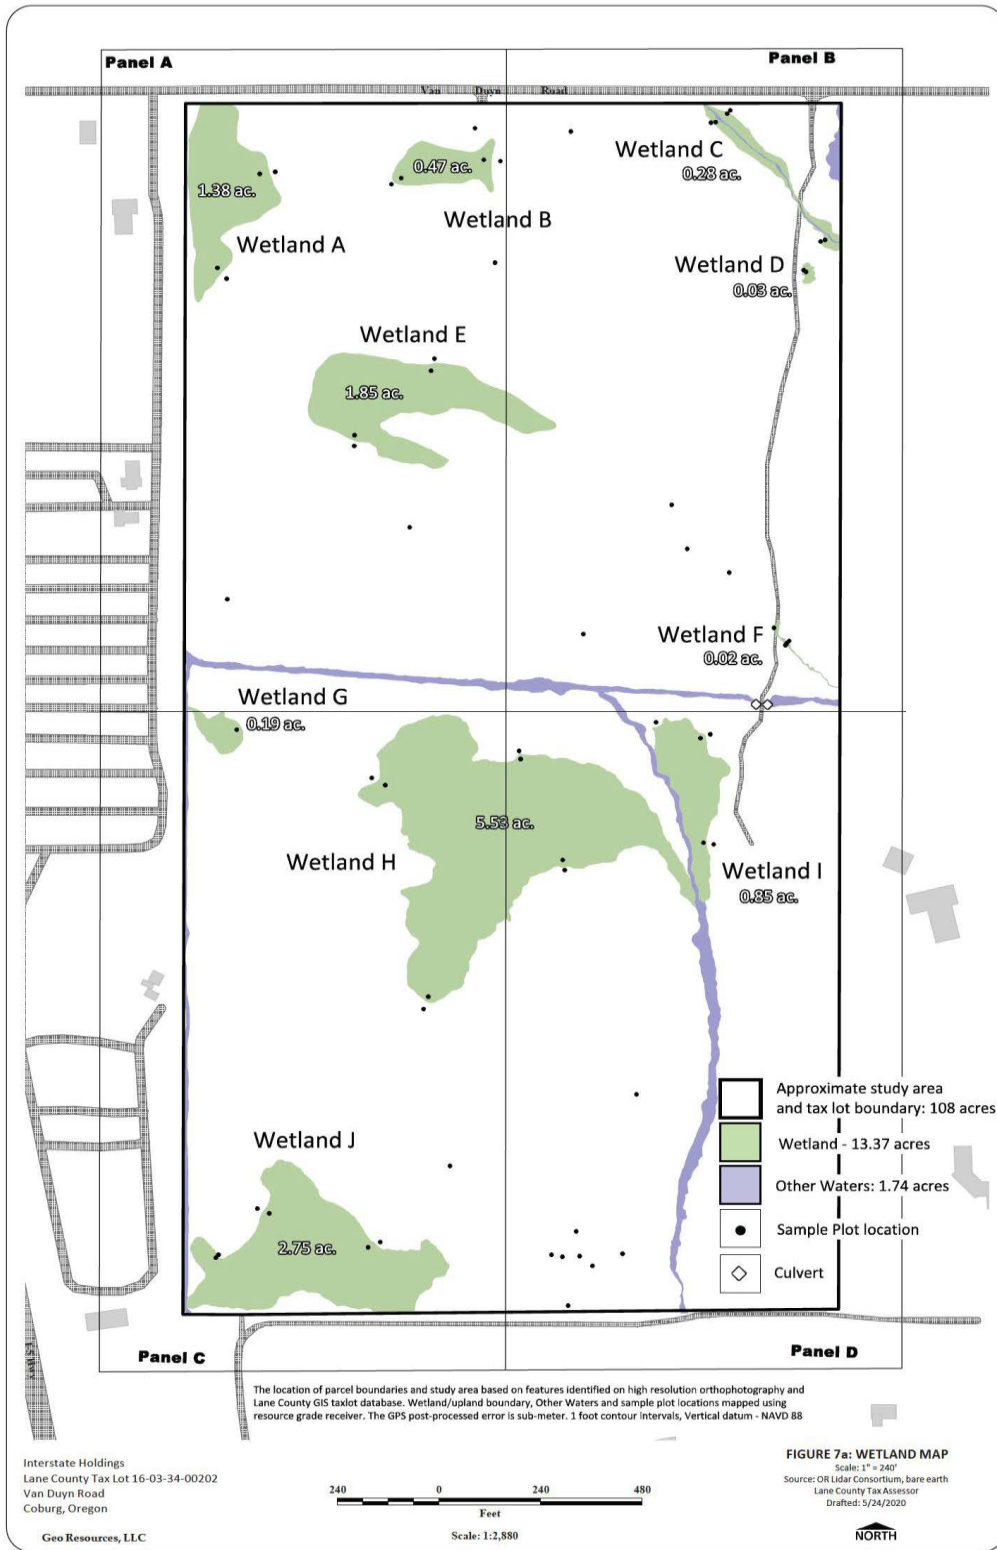 Panel A
Panel B
Van Duyn Road
Wetland C
0.28 ac.
0.47 ac.
1.38 ac.
Wetland B
Wetland A
Wetland D
0.03 ac.
Wetland E
1.85 ac.
Wetland F
0.02 ac.
Wetland G
0.19 ac.
5.53 ac.
Wetland H
Wetland I
0.85 ac.
Approximate study area
and tax lot boundary: 108 acres
Wetland - 13.37 acres
Other Waters: 1.74 acres
Sample Plot location
Culvert
Wetland J
2.75 ac.
Panel C
Panel D
The location of parcel boundaries and study area based on features identified on high resolution orthophotography and
Lane County GIS taxlot database. Wetland/upland boundary, Other Waters and sample plot locations mapped using
resource grade receiver. The GPS post-processed error is sub-meter. 1 foot contour intervals, Vertical datum - NAVD 88
Interstate Holdings
Lane County Tax Lot 16-03-34-00202
Van Duyn Road
Coburg, Oregon
Geo Resources, LLC
240 0 240 480
Feet
Scale: 1:2,880
FIGURE 7a: WETLAND MAP
Scale: 1" = 240'
Source: OR Lidar Consortium, bare earth
Lane County Tax Assessor
Drafted: 5/24/2020
NORTH